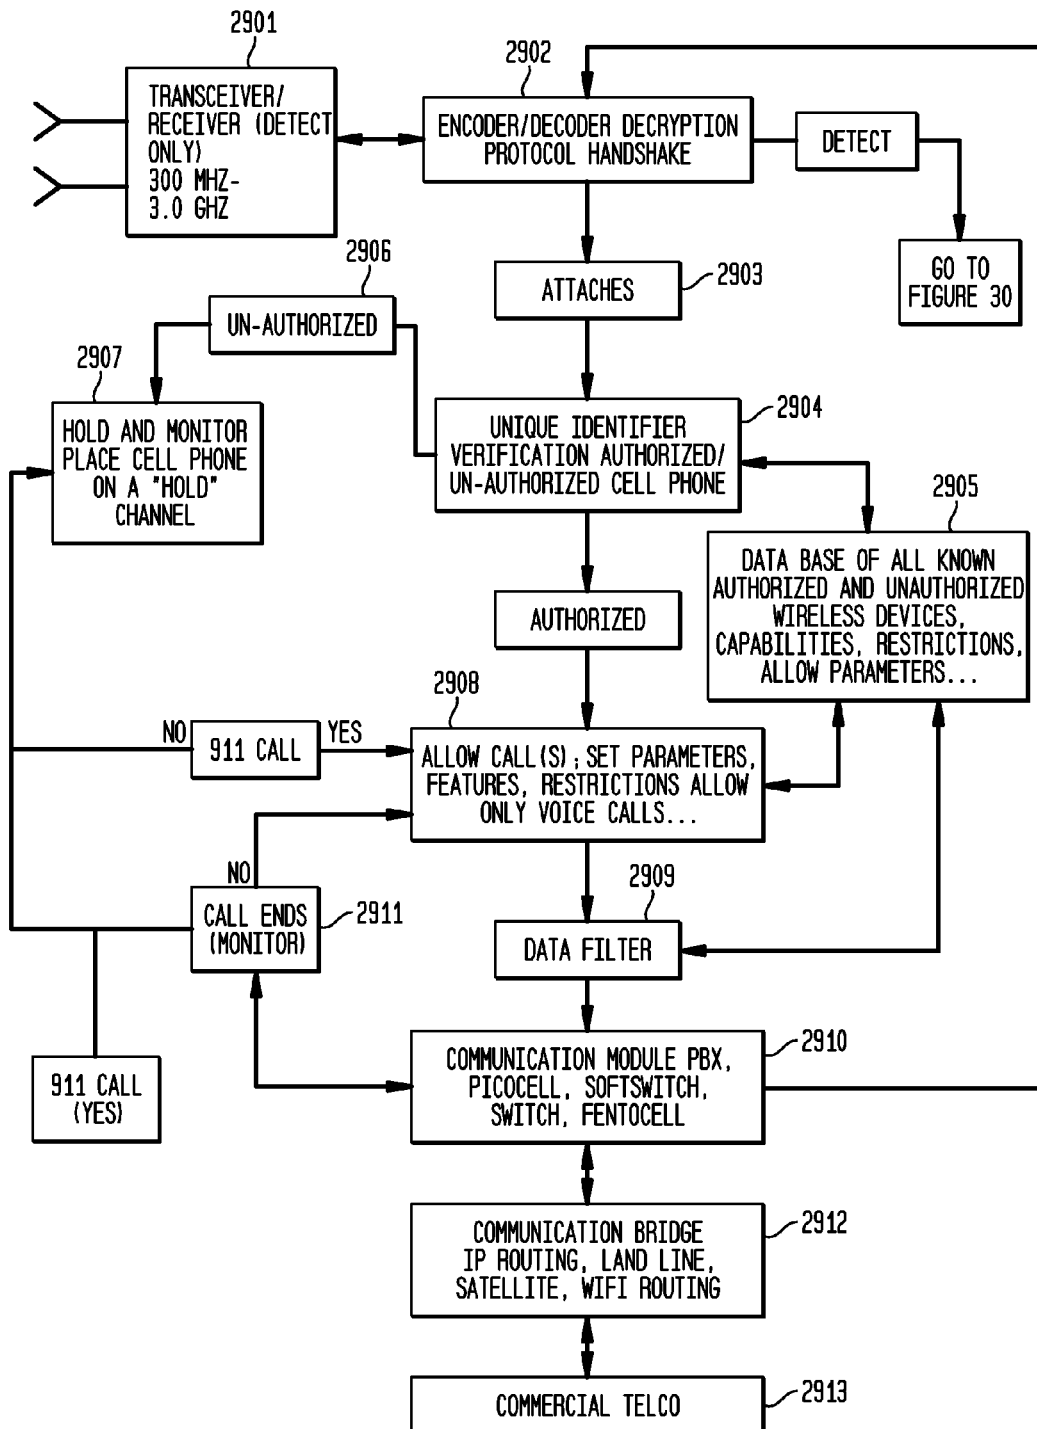 2901
TRANSCEIVER/
RECEIVER (DETECT
ONLY)
300 MHZ-
3.0 GHZ
2902
ENCODER/DECODER DECRYPTION
PROTOCOL HANDSHAKE
DETECT
GO TO
FIGURE 30
ATTACHES
2903
2906
UN-AUTHORIZED
2907
HOLD AND MONITOR
PLACE CELL PHONE
ON A "HOLD"
CHANNEL
2904
UNIQUE IDENTIFIER
VERIFICATION AUTHORIZED/
UN-AUTHORIZED CELL PHONE
2905
DATA BASE OF ALL KNOWN
AUTHORIZED AND UNAUTHORIZED
WIRELESS DEVICES,
CAPABILITIES, RESTRICTIONS,
ALLOW PARAMETERS...
AUTHORIZED
2908
NO
911 CALL
YES
ALLOW CALL(S); SET PARAMETERS,
FEATURES, RESTRICTIONS ALLOW
ONLY VOICE CALLS...
NO
CALL ENDS
(MONITOR)
2911
2909
DATA FILTER
911 CALL
(YES)
COMMUNICATION MODULE PBX,
PICOCELL, SOFTSWITCH,
SWITCH, FENTOCELL
2910
COMMUNICATION BRIDGE
IP ROUTING, LAND LINE,
SATELLITE, WIFI ROUTING
2912
COMMERCIAL TELCO
2913